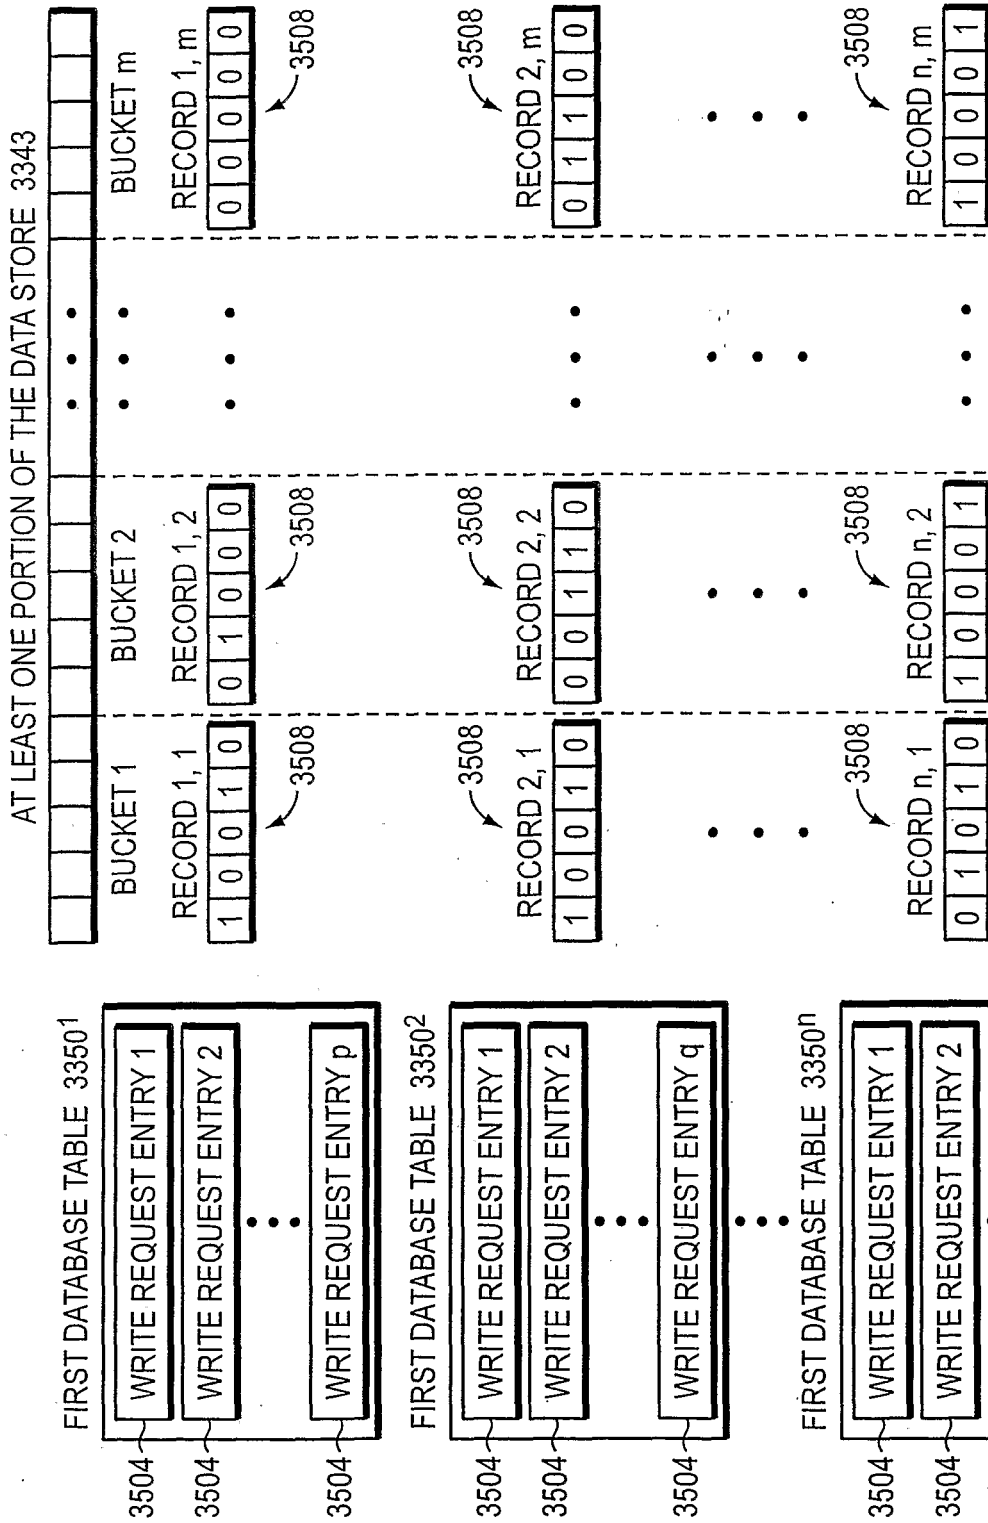 AT LEAST ONE PORTION OF THE DATA STORE 3343
FIRST DATABASE TABLE 3350¹
BUCKET 1 BUCKET 2 BUCKET m
3504 WRITE REQUEST ENTRY 1
RECORD 1, 1 RECORD 1, 2 RECORD 1, m
3504 WRITE REQUEST ENTRY 2
1 0 0 1 0 0 1 0 0 0 0 0 0 0 0
3508 3508 3508
3504 WRITE REQUEST ENTRY p
FIRST DATABASE TABLE 3350²
3504 WRITE REQUEST ENTRY 1
3508 3508 3508
RECORD 2, 1 RECORD 2, 2 RECORD 2, m
3504 WRITE REQUEST ENTRY 2
1 0 0 1 0 0 0 1 1 0 0 1 1 0 0
3504 WRITE REQUEST ENTRY q
FIRST DATABASE TABLE 3350ⁿ
3508 3508 3508
3504 WRITE REQUEST ENTRY 1
RECORD n, 1 RECORD n, 2 RECORD n, m
3504 WRITE REQUEST ENTRY 2
0 1 0 1 0 1 0 0 0 1 1 0 0 0 1